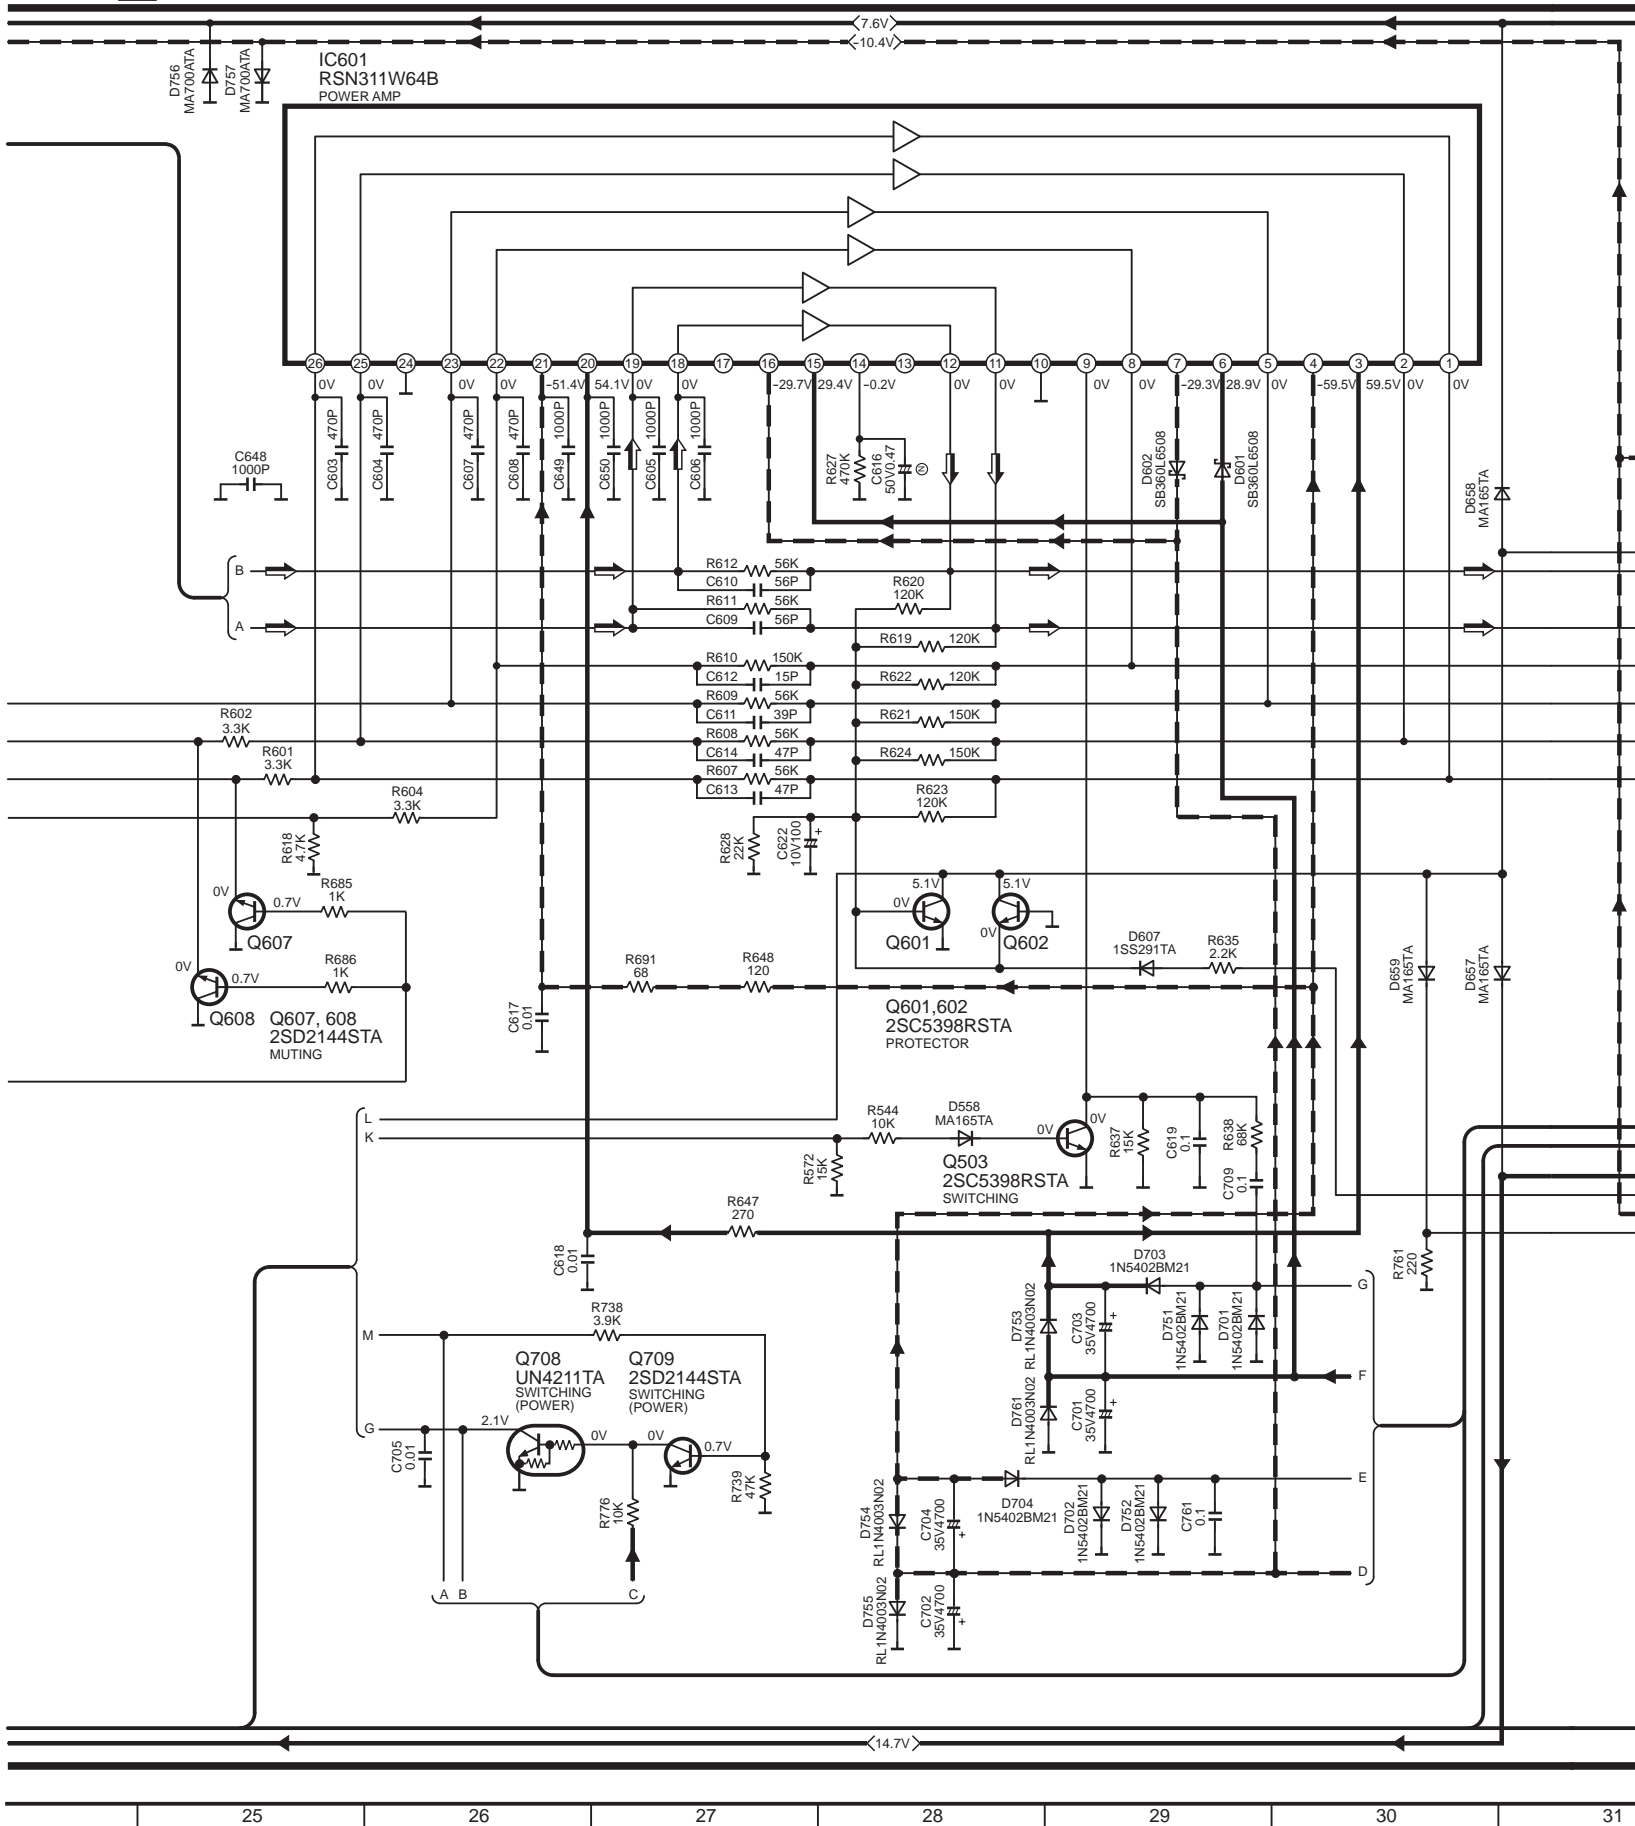 7.6V
-10.4V
D756
MA700ATA
D757
MA700ATA
IC601
RSN311W64B
POWER AMP
26 25 24 23 22 21 20 19 18 17 16 15 14 13 12 11 10 9 8 7 6 5 4 3 2 1
0V 0V 0V 0V -51.4V 54.1V 0V 0V -29.7V 29.4V -0.2V 0V 0V 0V 0V -29.3V 28.9V 0V -59.5V 59.5V 0V 0V
C603 470P
C604 470P
C607 470P
C608 470P
C649 1000P
C650 1000P
C605 1000P
C606 1000P
R627
470K
C616
50V0.47
N
D602
SB360L6508
D601
SB360L6508
C648
1000P
D658
MA165TA
B
R612 56K
C610 56P
R611 56K
A
C609 56P
R620
120K
R619 120K
R610 150K
C612 15P
R622 120K
R609 56K
C611 39P
R621 150K
R602
3.3K
R608 56K
C614 47P
R624 150K
R601
3.3K
R607 56K
C613 47P
R604
3.3K
R623
120K
R618
4.7K
R628
22K
C622
10V100
+
0V
0.7V
R685
1K
Q607
0V
0.7V
R686
1K
Q608
Q607, 608
2SD2144STA
MUTING
5.1V 5.1V
0V
Q601
0V
Q602
D607
1SS291TA
R635
2.2K
D659
MA165TA
D657
MA165TA
R691
68
R648
120
C617
0.01
Q601,602
2SC5398RSTA
PROTECTOR
L
K
R544
10K
D558
MA165TA
0V
0V
R572
15K
Q503
2SC5398RSTA
SWITCHING
R637
15K
C619
0.1
R638
68K
C709
0.1
R647
270
C618
0.01
D703
1N5402BM21
G
R761
220
D753
RL1N4003N02
C703
35V4700
+
D751
1N5402BM21
D701
1N5402BM21
M
R738
3.9K
Q708
UN4211TA
SWITCHING
(POWER)
Q709
2SD2144STA
SWITCHING
(POWER)
F
D761
RL1N4003N02
C701
35V4700
+
G
2.1V
0V
0V
0.7V
C705
0.01
R776
10K
R739
47K
E
D704
1N5402BM21
D754
RL1N4003N02
C704
35V4700
+
D702
1N5402BM21
D752
1N5402BM21
C761
0.1
D
A B C
D755
RL1N4003N02
C702
35V4700
+
14.7V
25 26 27 28 29 30 31